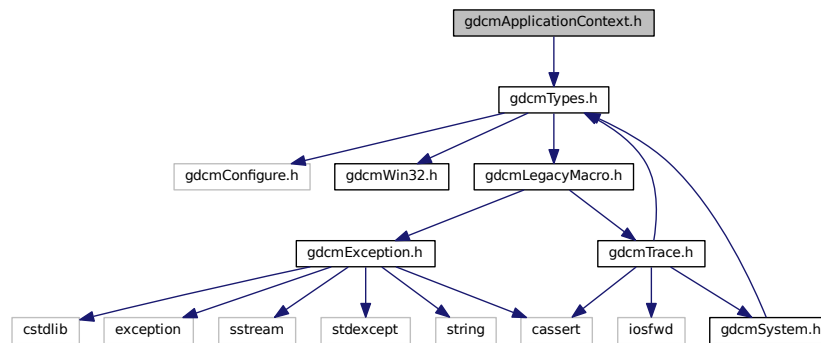 gdcmApplicationContext.h
gdcmTypes.h
gdcmConfigure.h
gdcmWin32.h
gdcmLegacyMacro.h
gdcmException.h
gdcmTrace.h
cstdlib
exception
sstream
stdexcept
string
cassert
iosfwd
gdcmSystem.h